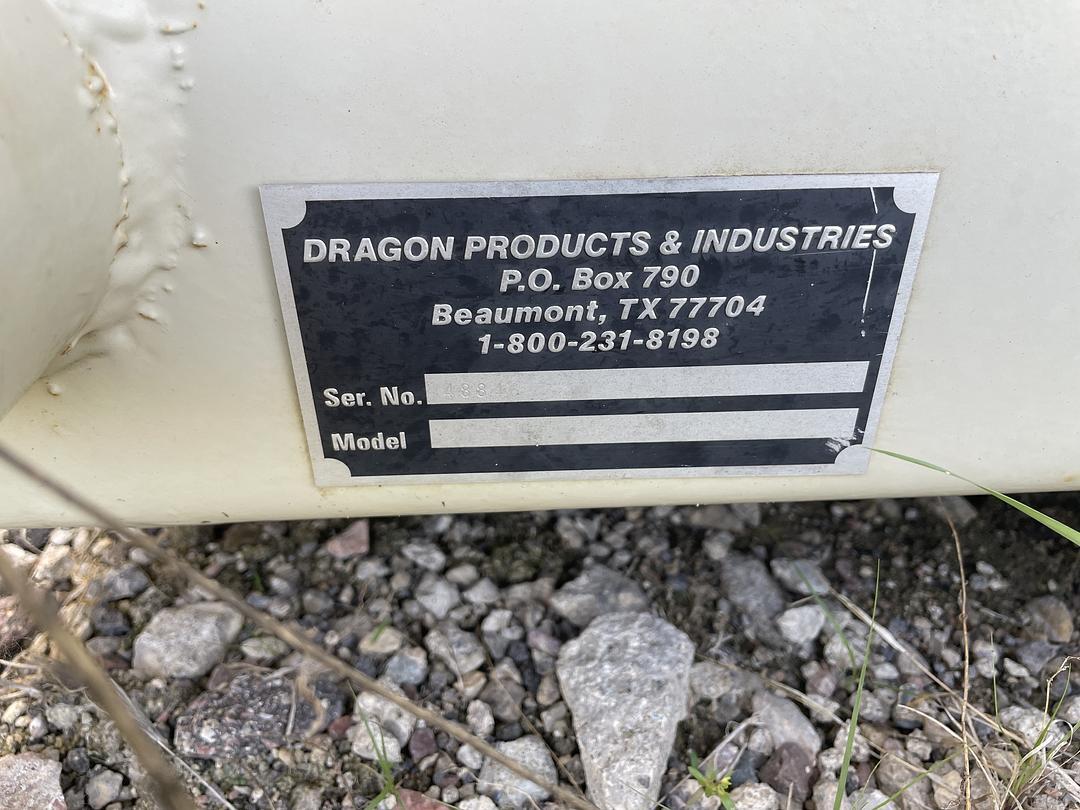 DRAGON PRODUCTS & INDUSTRIES
P.O. Box 790
Beaumont, TX 77704
1-800-231-8198
Ser. No.
Model